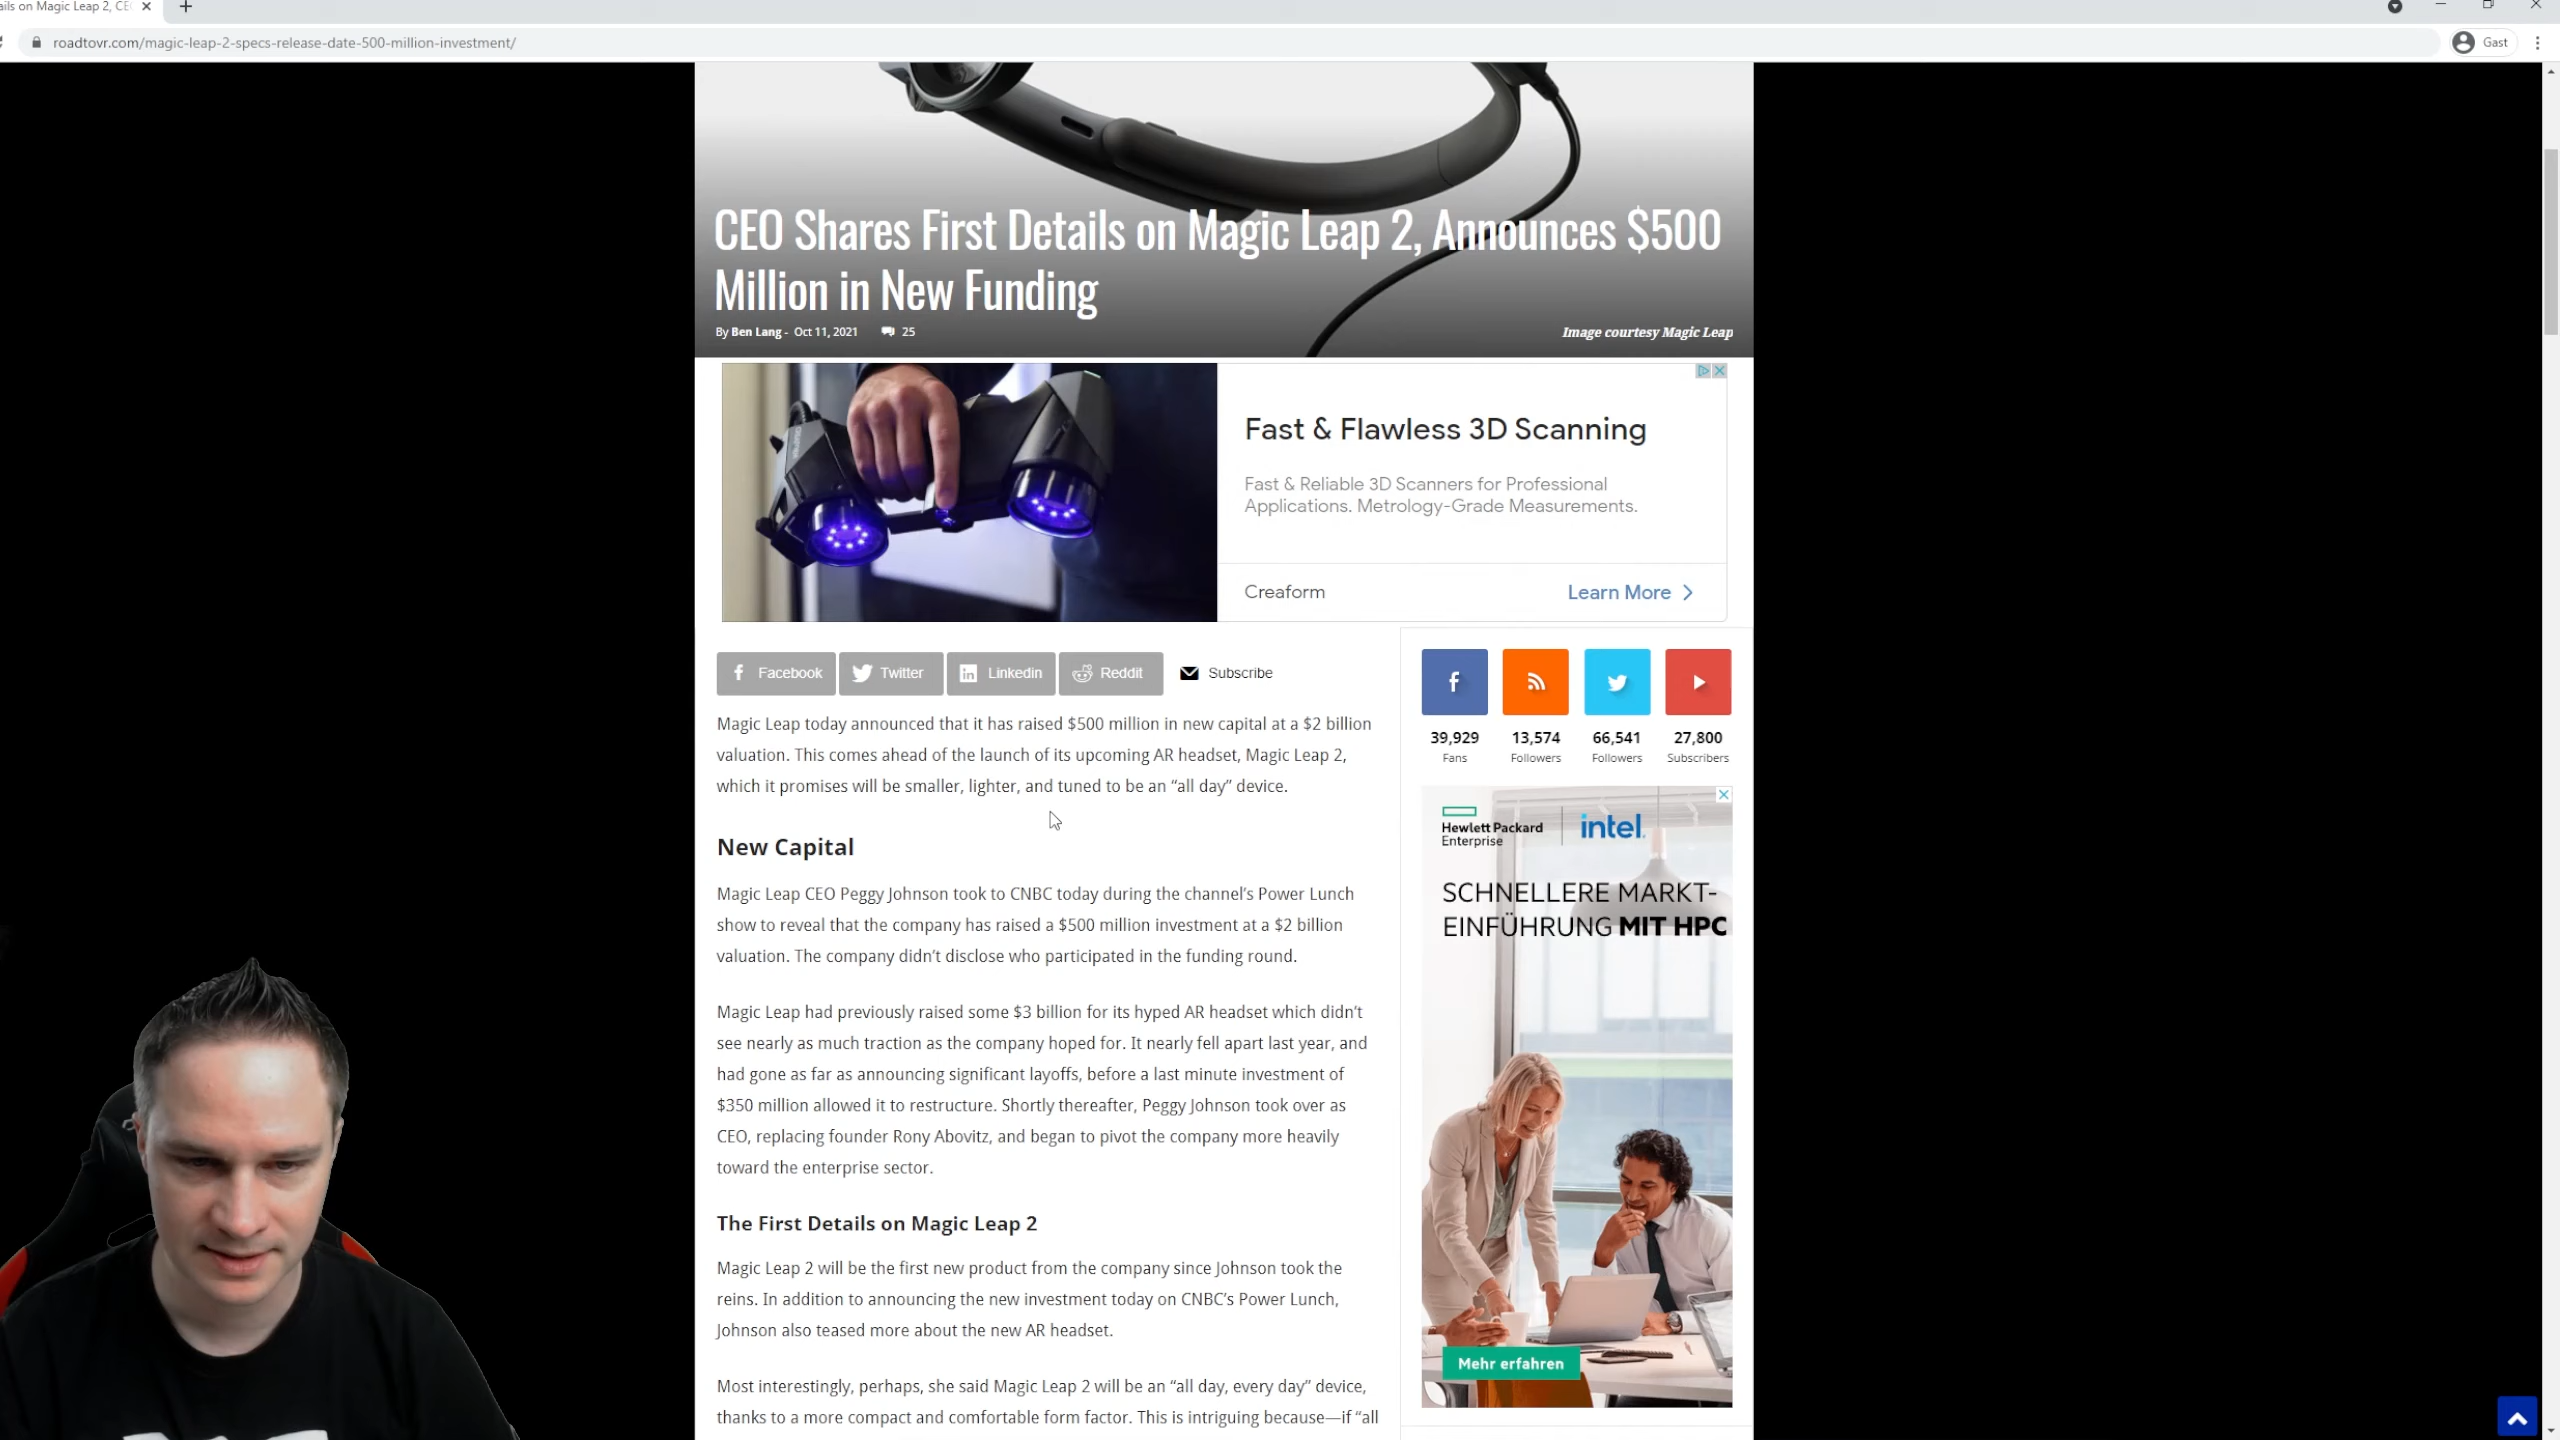 ails on Magic Leap 2, CE
roadtovr.com/magic-leap-2-specs-release-date-500-million-investment/
Gast
CEO Shares First Details on Magic Leap 2, Announces $500
Million in New Funding
By Ben Lang - Oct 11, 2021 25
Image courtesy Magic Leap
Fast & Flawless 3D Scanning
Fast & Reliable 3D Scanners for Professional
Applications. Metrology-Grade Measurements.
Creaform
Learn More
Facebook
Twitter
Linkedin
Reddit
Subscribe
Magic Leap today announced that it has raised $500 million in new capital at a $2 billion
valuation. This comes ahead of the launch of its upcoming AR headset, Magic Leap 2,
which it promises will be smaller, lighter, and tuned to be an “all day” device.
New Capital
Magic Leap CEO Peggy Johnson took to CNBC today during the channel’s Power Lunch
show to reveal that the company has raised a $500 million investment at a $2 billion
valuation. The company didn’t disclose who participated in the funding round.
Magic Leap had previously raised some $3 billion for its hyped AR headset which didn’t
see nearly as much traction as the company hoped for. It nearly fell apart last year, and
had gone as far as announcing significant layoffs, before a last minute investment of
$350 million allowed it to restructure. Shortly thereafter, Peggy Johnson took over as
CEO, replacing founder Rony Abovitz, and began to pivot the company more heavily
toward the enterprise sector.
The First Details on Magic Leap 2
Magic Leap 2 will be the first new product from the company since Johnson took the
reins. In addition to announcing the new investment today on CNBC’s Power Lunch,
Johnson also teased more about the new AR headset.
Most interestingly, perhaps, she said Magic Leap 2 will be an “all day, every day” device,
thanks to a more compact and comfortable form factor. This is intriguing because—if “all
39,929
Fans
13,574
Followers
66,541
Followers
27,800
Subscribers
Hewlett Packard
Enterprise
intel.
SCHNELLERE MARKT-
EINFÜHRUNG MIT HPC
Mehr erfahren